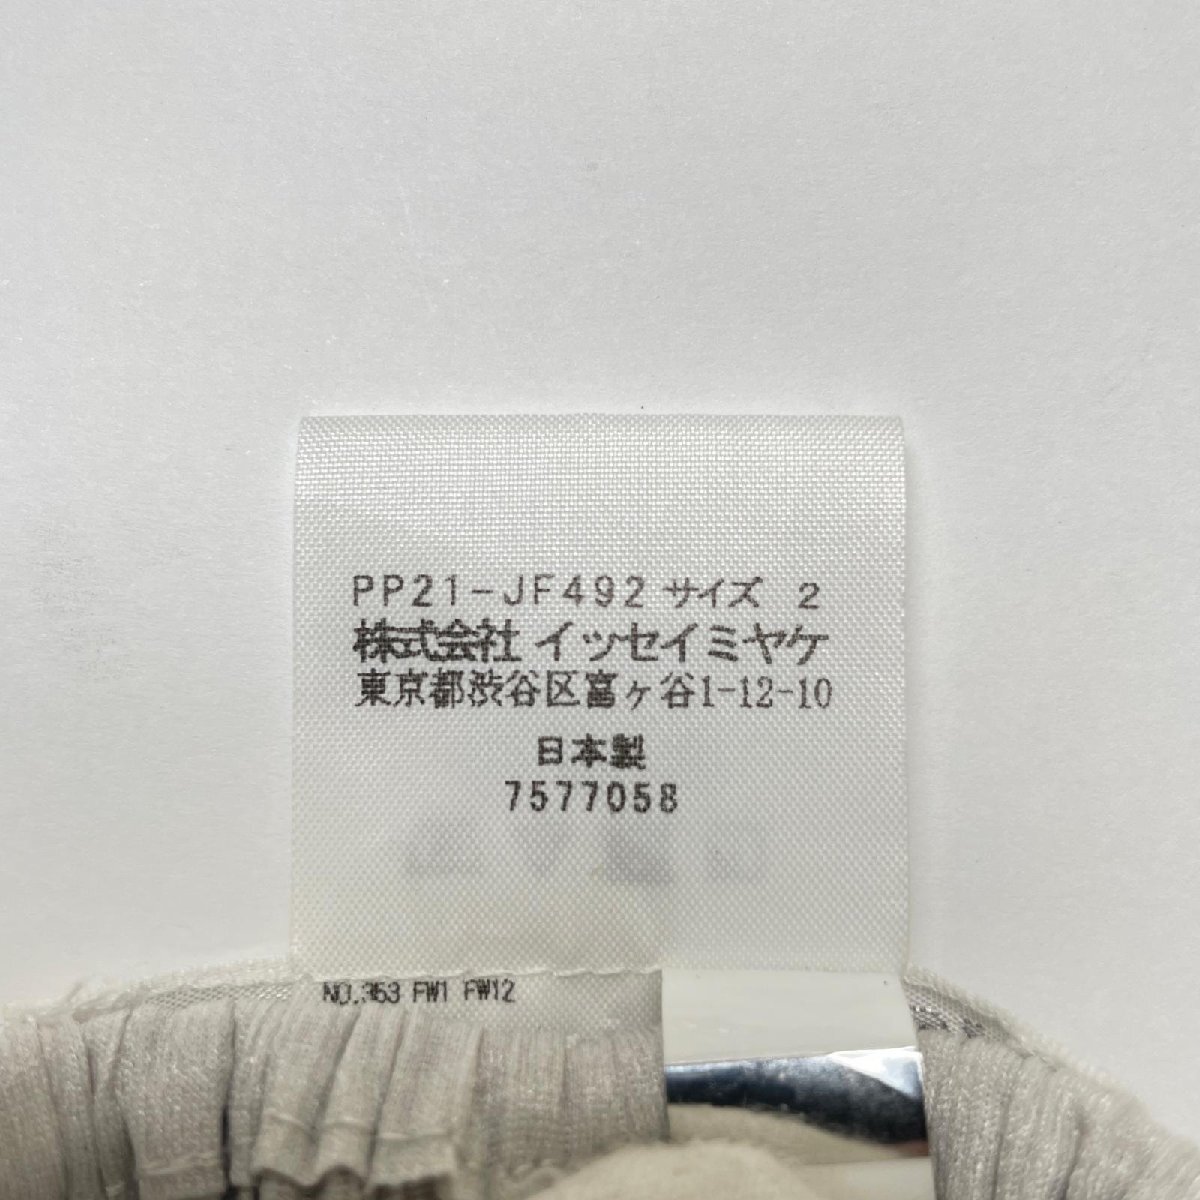 PP21-JF492 サイズ 2
株式会社 イッセイミヤケ
東京都渋谷区富ヶ谷1-12-10
日本製
7577058
NO.353 FW1 FW12